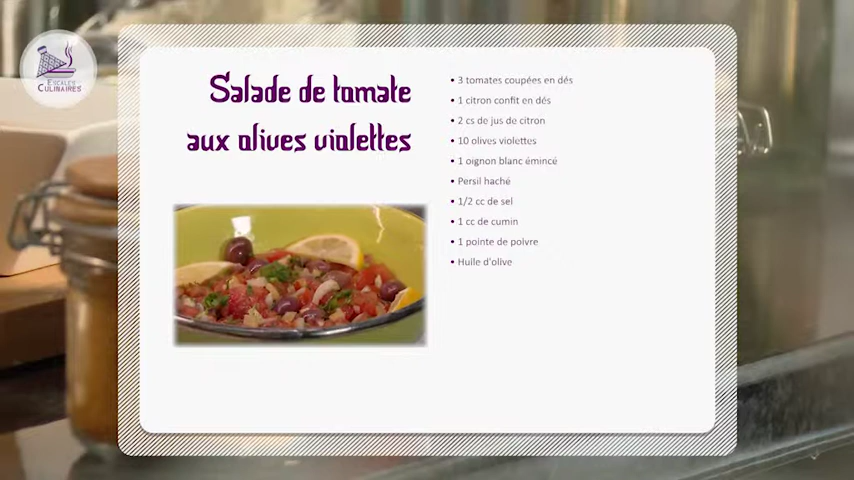 ESCALES
CULINAIRES
Salade de tomate
aux olives violettes
• 3 tomates coupées en dés
• 1 citron confit en dés
• 2 cs de jus de citron
• 10 olives violettes
• 1 oignon blanc émincé
• Persil haché
• 1/2 cc de sel
• 1 cc de cumin
• 1 pointe de poivre
• Huile d'olive